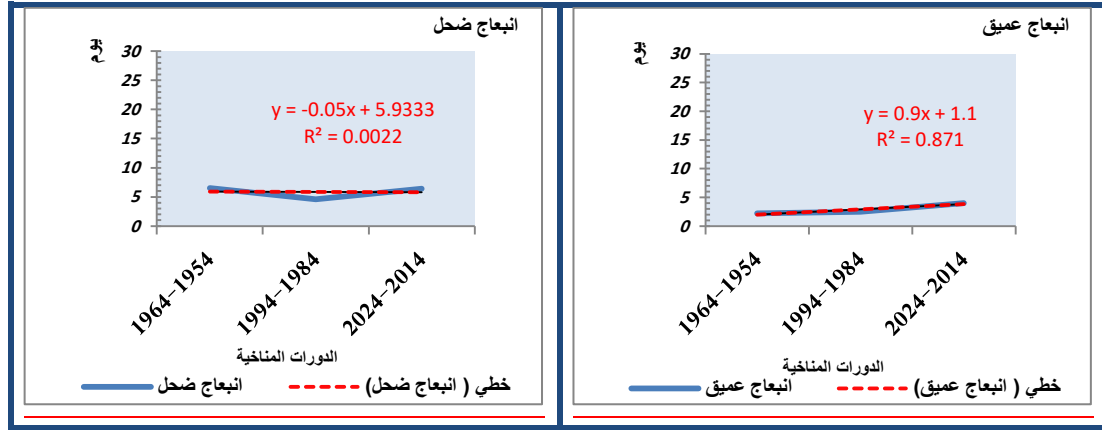 انبعاج عميق
يوم
30
25
20
15
10
5
0
y = 0.9x + 1.1
R² = 0.871
1964-1954
1994-1984
2024-2014
الدورات المناخية
انبعاج عميق
خطي ( انبعاج عميق)
انبعاج ضحل
يوم
30
25
20
15
10
5
0
y = -0.05x + 5.9333
R² = 0.0022
1964-1954
1994-1984
2024-2014
الدورات المناخية
انبعاج ضحل
خطي ( انبعاج ضحل)